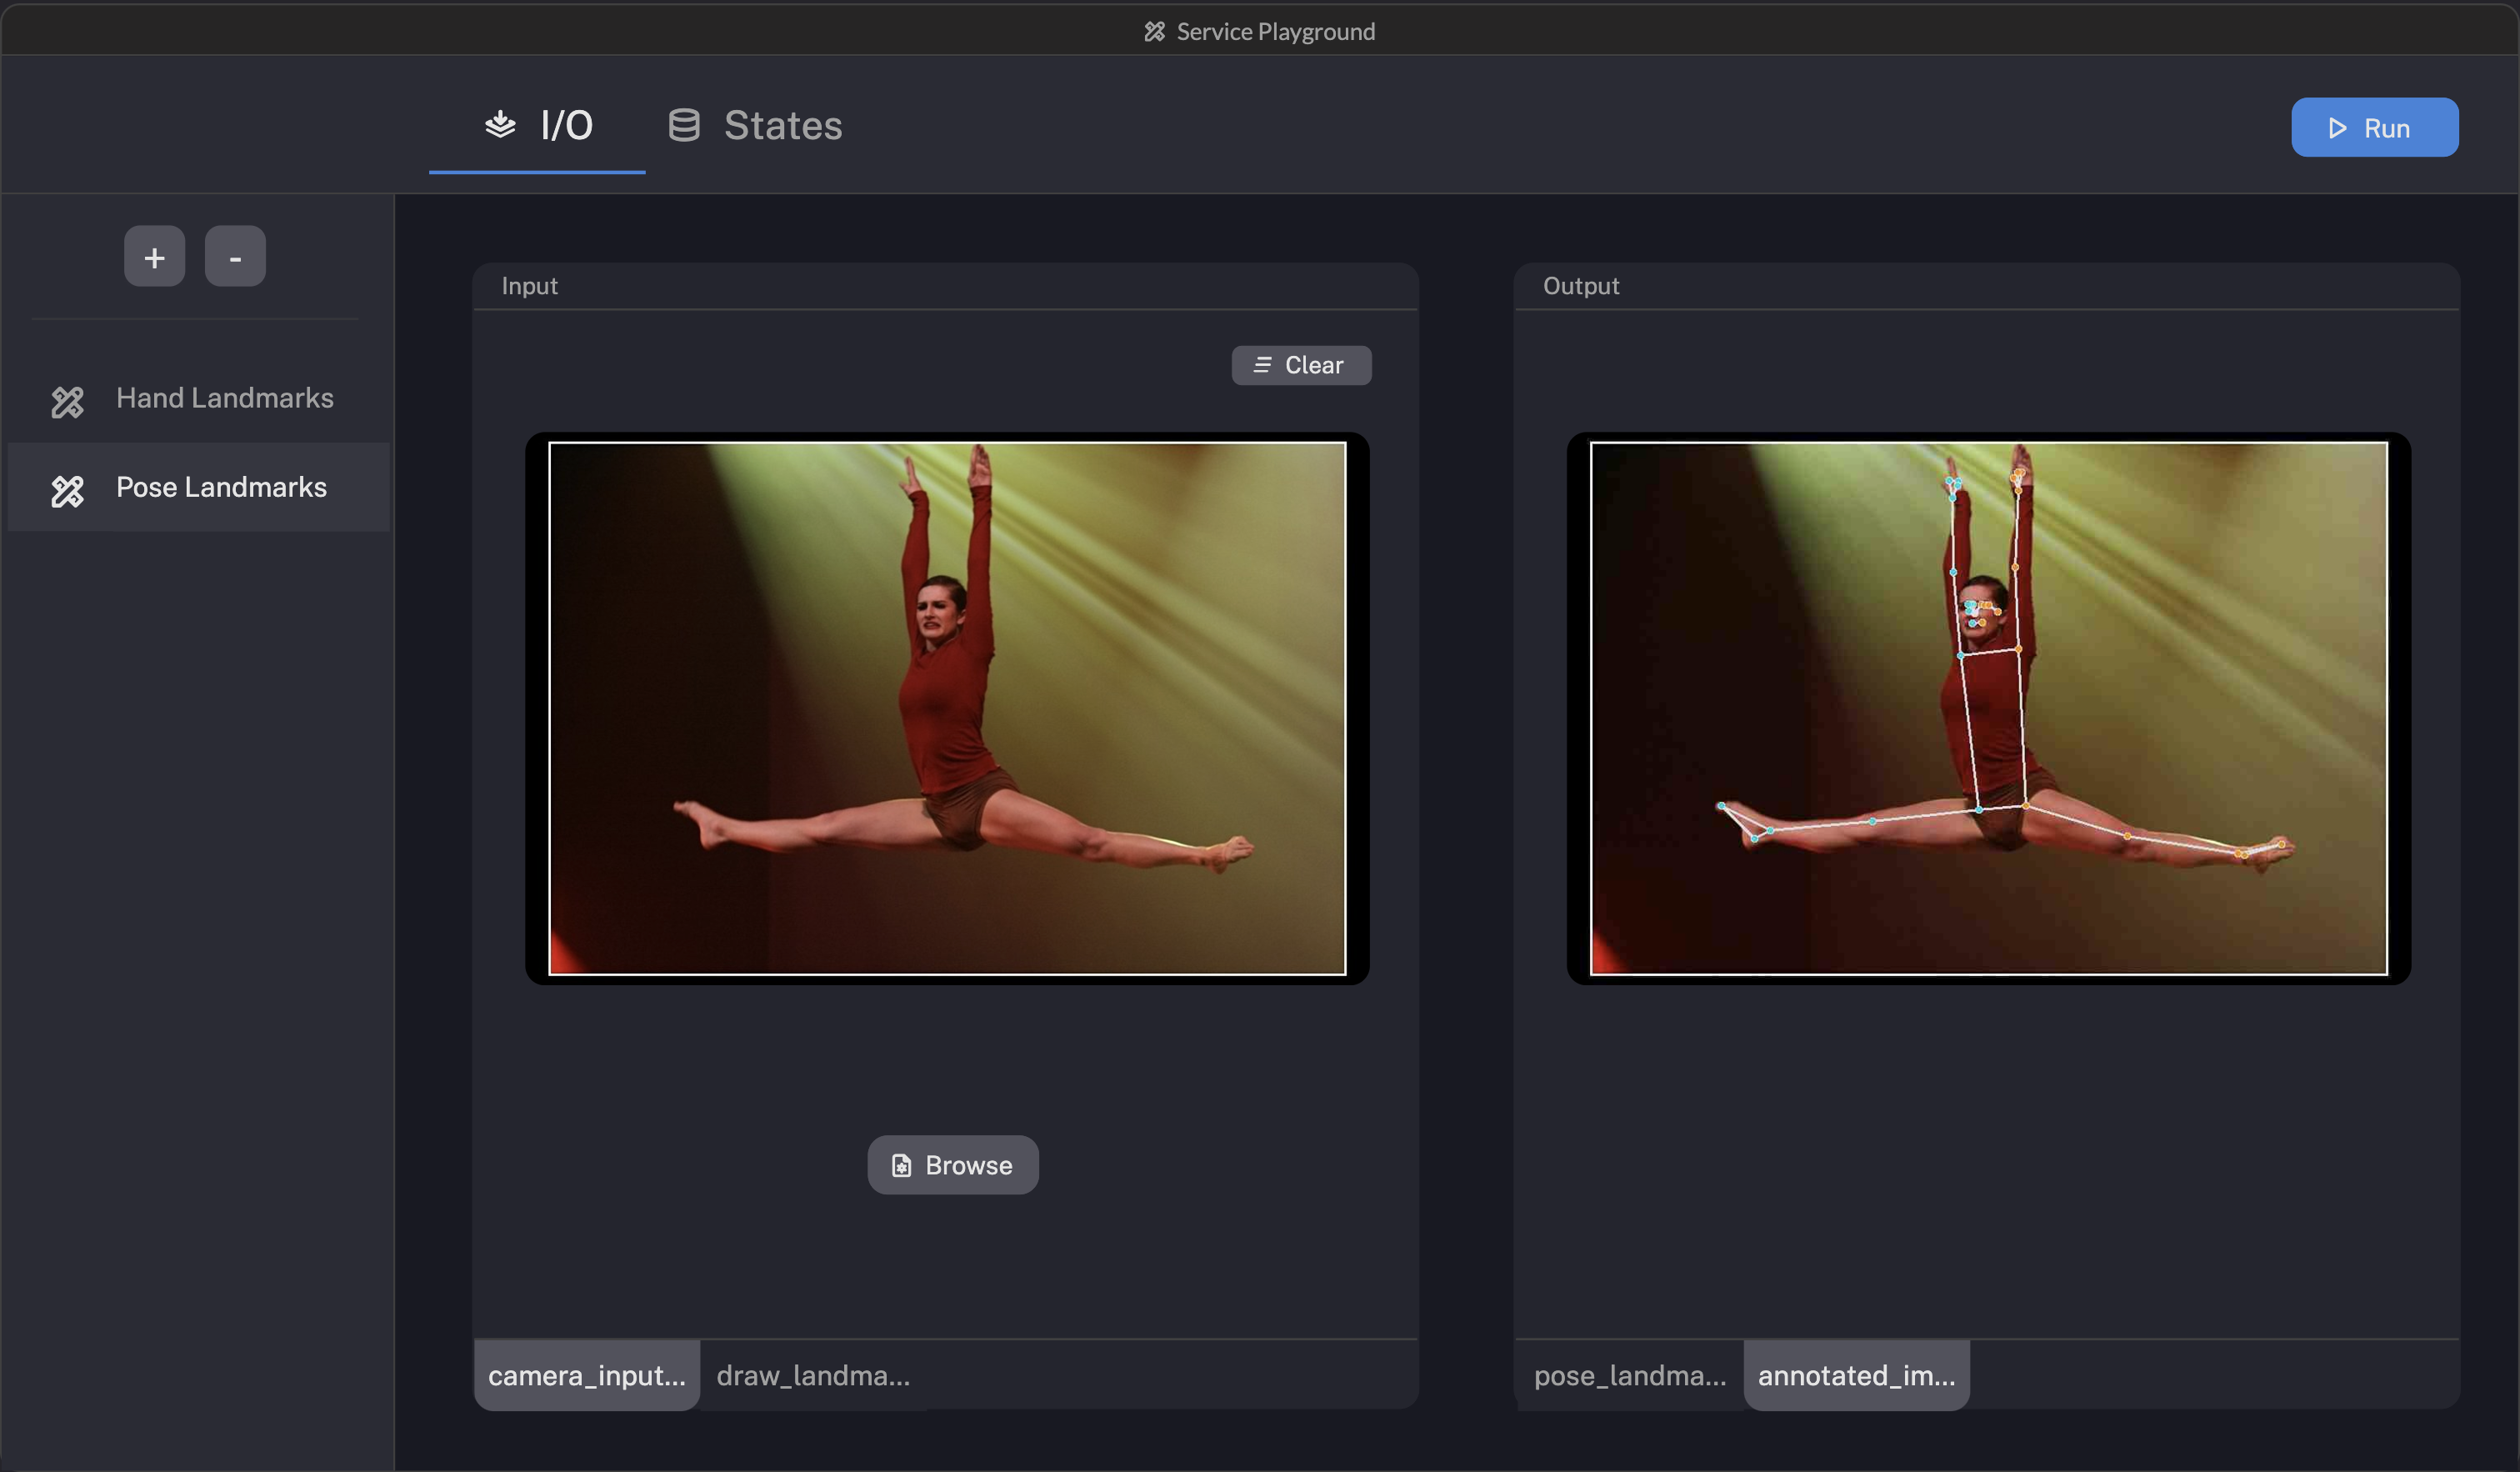 Service Playground
I/O
States
Run
+
-
Hand Landmarks
Pose Landmarks
Input
Clear
Browse
camera_input...
draw_landma...
Output
pose_landma...
annotated_im...